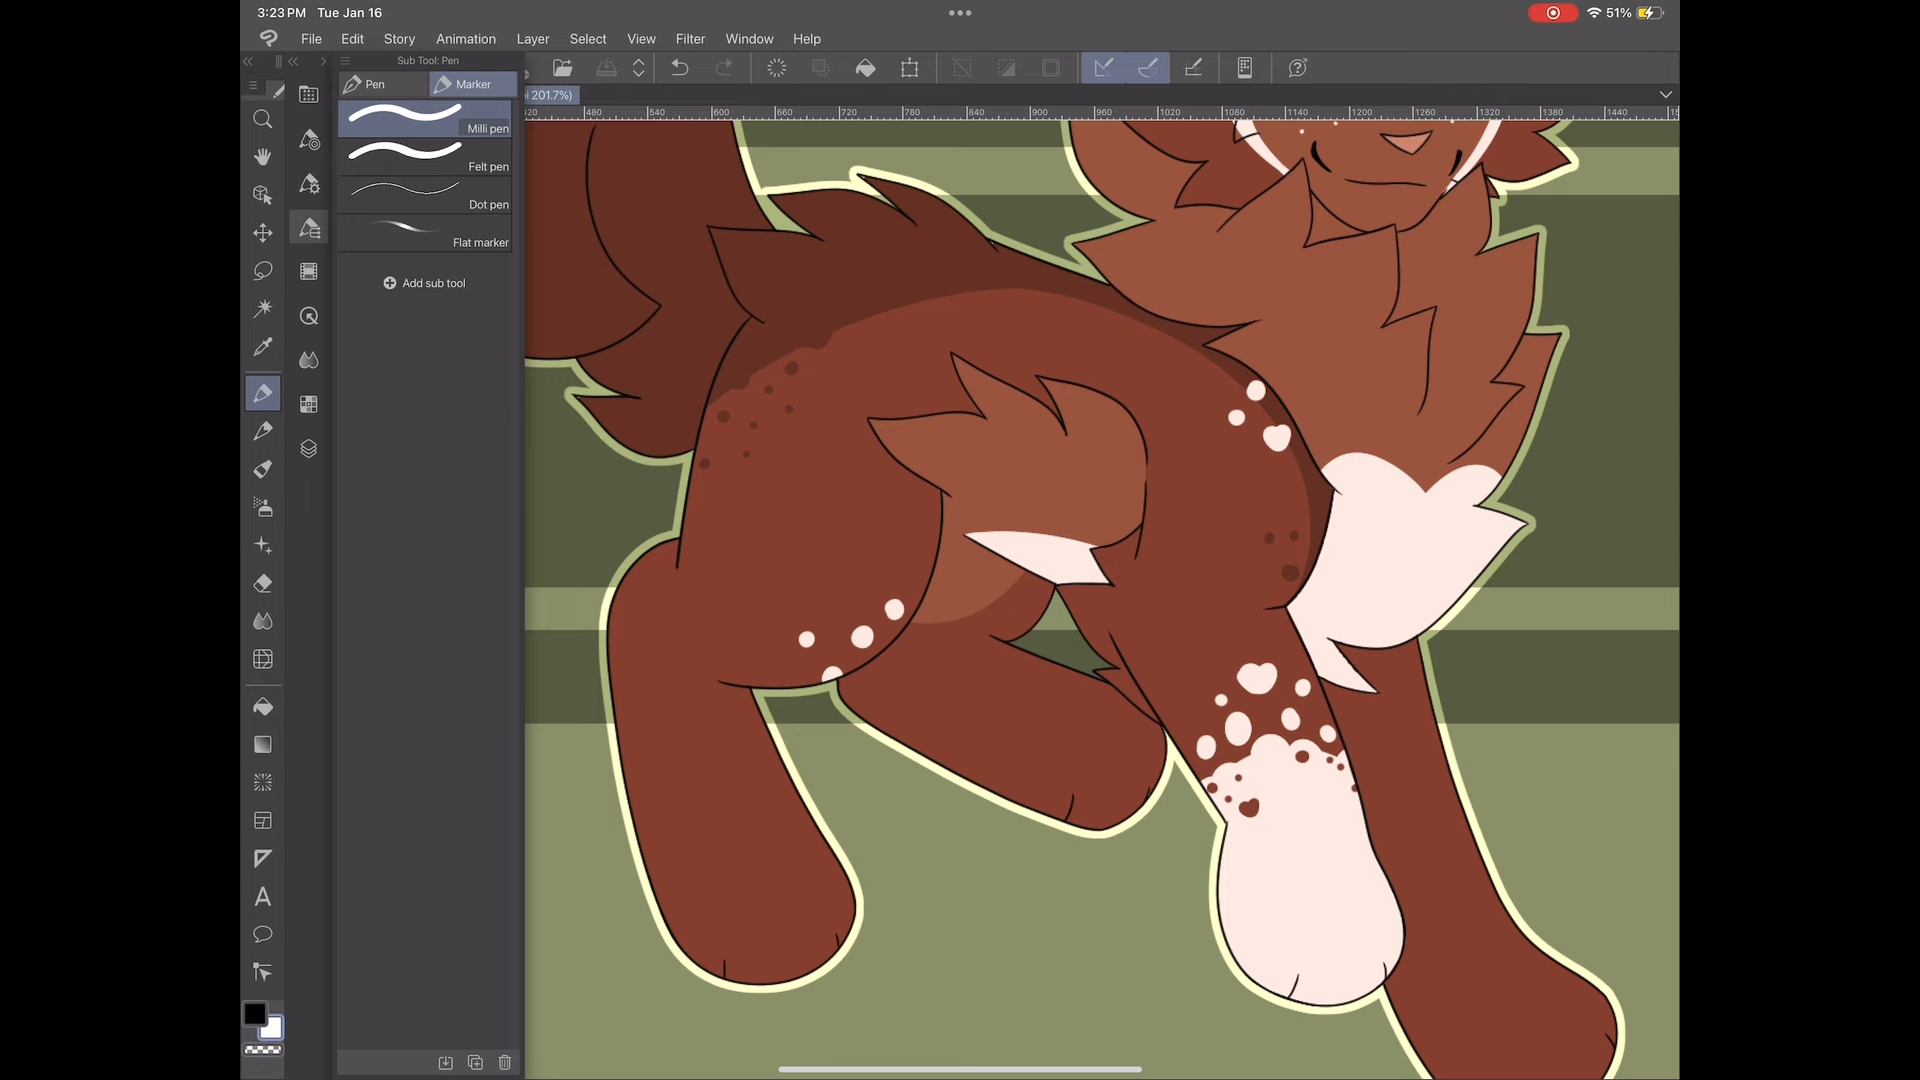 3:23 PM Tue Jan 16
51%
File Edit Story Animation Layer Select View Filter Window Help
Sub Tool: Pen
Pen Marker
201.7%)
480 540 600 660 720 780 840 900 960 1020 1080 1140 1200 1260 1320 1380 1440
Milli pen
Felt pen
Dot pen
Flat marker
Add sub tool
A